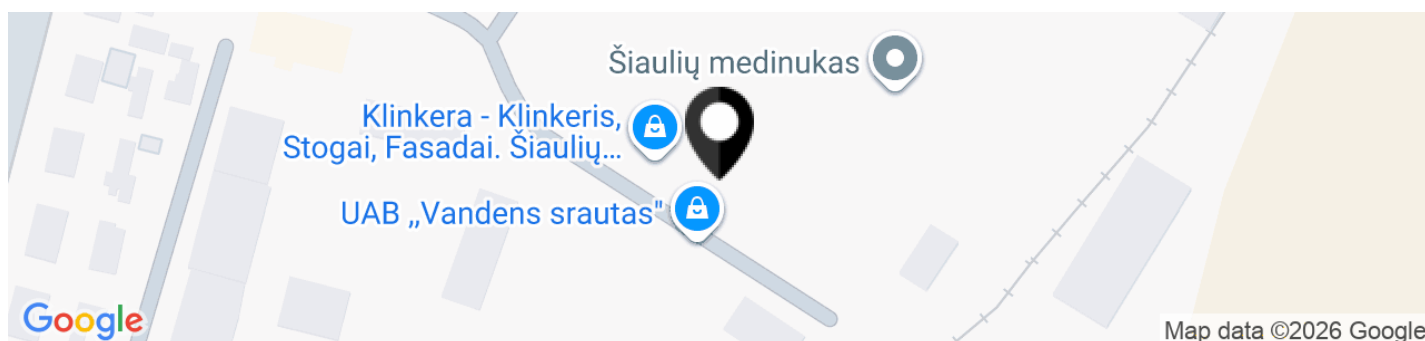 Šiaulių medinukas
Klinkera - Klinkeris,
Stogai, Fasadai. Šiaulių...
UAB ,,Vandens srautas"
Google
Map data ©2026 Google